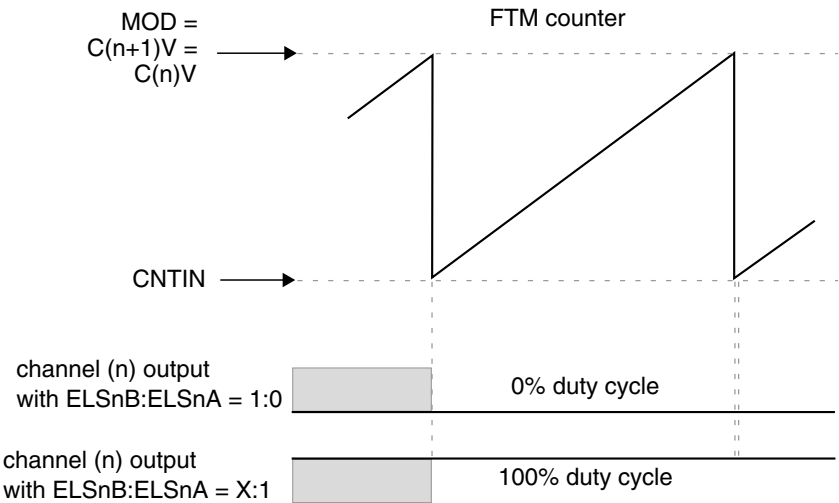 FTM counter
MOD =
C(n+1)V =
C(n)V
CNTIN
channel (n) output
with ELSnB:ELSnA = 1:0
0% duty cycle
channel (n) output
with ELSnB:ELSnA = X:1
100% duty cycle